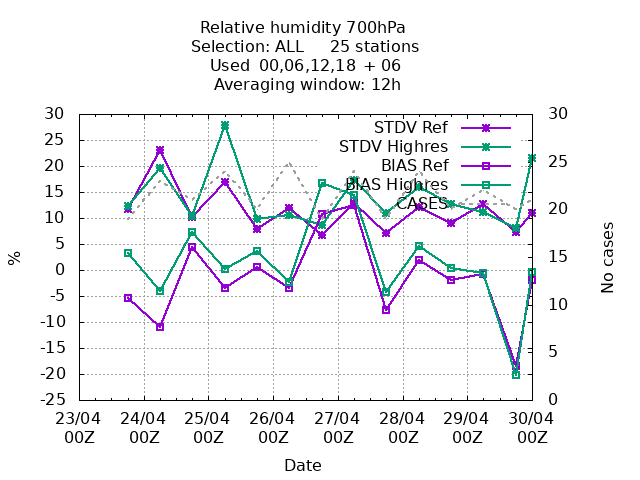 Relative humidity 700hPa
Selection: ALL     25 stations
Used  00,06,12,18 + 06
Averaging window: 12h
30
25
20
15
10
5
0
-5
-10
-15
-20
-25
%
STDV Ref
STDV Highres
BIAS Ref
BIAS Highres
CASES
30
25
20
15
10
5
0
No cases
23/04 24/04 25/04 26/04 27/04 28/04 29/04 30/04
00Z 00Z 00Z 00Z 00Z 00Z 00Z 00Z
Date